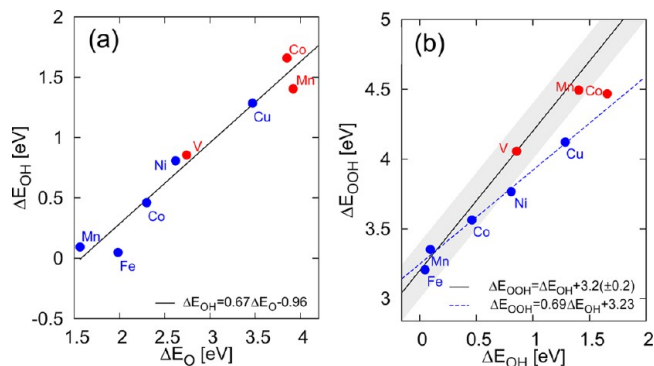 (a)
Co
Mn
Cu
Ni
V
Co
Mn
Fe
ΔE_OH=0.67ΔE_O-0.96
2
1.5
1
0.5
0
-0.5
1.5
2
2.5
3
3.5
4
ΔE_OH [eV]
ΔE_O [eV]
(b)
Mn
Co
V
Cu
Ni
Co
Mn
Fe
ΔE_OOH=ΔE_OH+3.2(±0.2)
ΔE_OOH=0.69ΔE_OH+3.23
5
4.5
4
3.5
3
0
0.5
1
1.5
2
ΔE_OOH [eV]
ΔE_OH [eV]